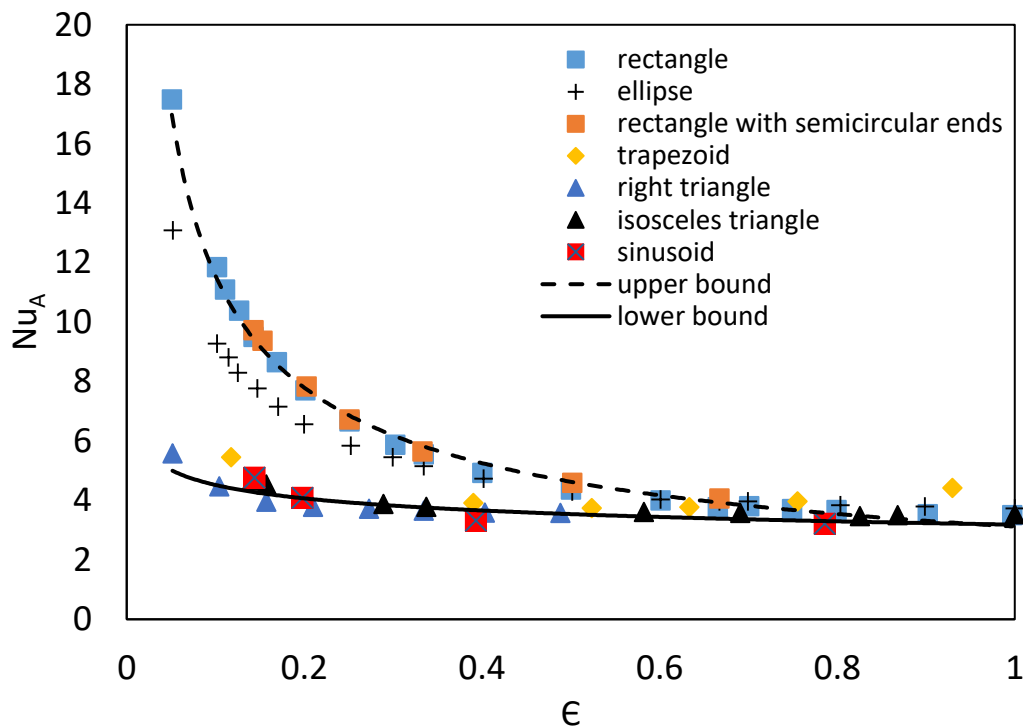 20
18
16
14
12
10
8
6
4
2
0
Nu_A
rectangle
ellipse
rectangle with semicircular ends
trapezoid
right triangle
isosceles triangle
sinusoid
upper bound
lower bound
0
0.2
0.4
0.6
0.8
1
Є